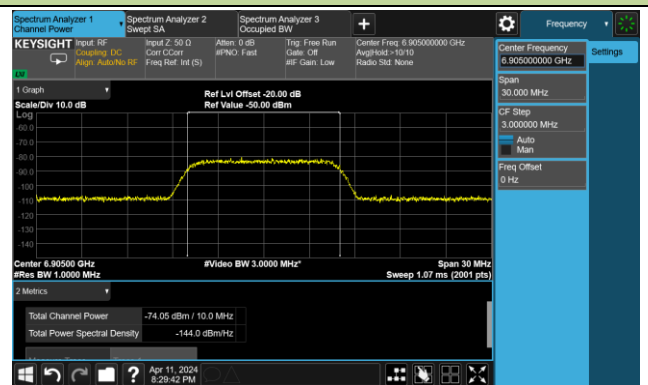 Spectrum Analyzer 1
Channel Power
Spectrum Analyzer 2
Swept SA
Spectrum Analyzer 3
Occupied BW
+
Frequency
KEYSIGHT
Input: RF
Coupling: DC
Align: Auto/No RF
Input Z: 50 Ω
Corr CCorr
Freq Ref: Int (S)
Atten: 0 dB
#PNO: Fast
Trig: Free Run
Gate: Off
#IF Gain: Low
Center Freq: 6.905000000 GHz
Avg|Hold:>10/10
Radio Std: None
Center Frequency
6.905000000 GHz
Settings
Span
30.000 MHz
CF Step
3.000000 MHz
Auto
Man
Freq Offset
0 Hz
1 Graph
Scale/Div 10.0 dB
Ref Lvl Offset -20.00 dB
Ref Value -50.00 dBm
Log
-60.0
-70.0
-80.0
-90.0
-100
-110
-120
-130
-140
Center 6.90500 GHz
#Res BW 1.0000 MHz
#Video BW 3.0000 MHz*
Span 30 MHz
Sweep 1.07 ms (2001 pts)
2 Metrics
Total Channel Power -74.05 dBm / 10.0 MHz
Total Power Spectral Density -144.0 dBm/Hz
?
Apr 11, 2024
8:29:42 PM